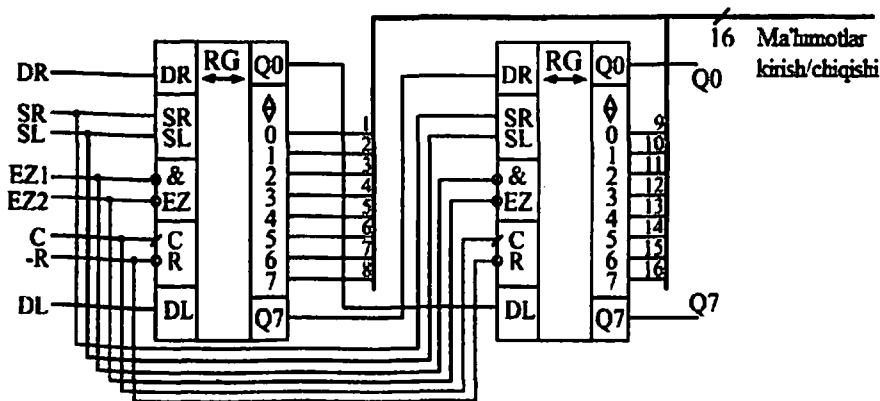 16 Ma'lumotlar
kirish/chiqishi
DR
SR
SL
EZ1
EZ2
C
-R
DL
DR
SR
SL
&
EZ
C
R
DL
RG
Q0
0
1
2
3
4
5
6
7
Q7
1
2
3
4
5
6
7
8
DR
SR
SL
&
EZ
C
R
DL
RG
Q0
0
1
2
3
4
5
6
7
Q7
9
10
11
12
13
14
15
16
Q0
Q7